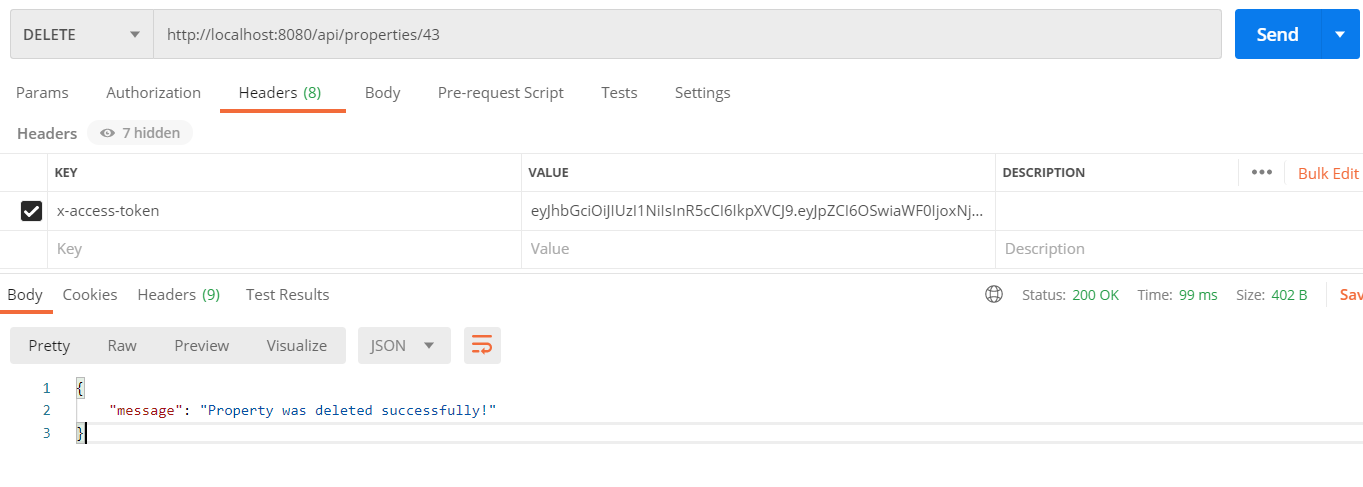 DELETE http://localhost:8080/api/properties/43 Send
Params Authorization Headers (8) Body Pre-request Script Tests Settings
Headers 7 hidden
KEY VALUE DESCRIPTION ••• Bulk Edit
x-access-token eyJhbGciOiJIUzI1NiIsInR5cCI6IkpXVCJ9.eyJpZCI6OSwiaWF0IjoxNj...
Key Value Description
Body Cookies Headers (9) Test Results Status: 200 OK Time: 99 ms Size: 402 B Sav
Pretty Raw Preview Visualize JSON
1 {
2 "message": "Property was deleted successfully!"
3 }